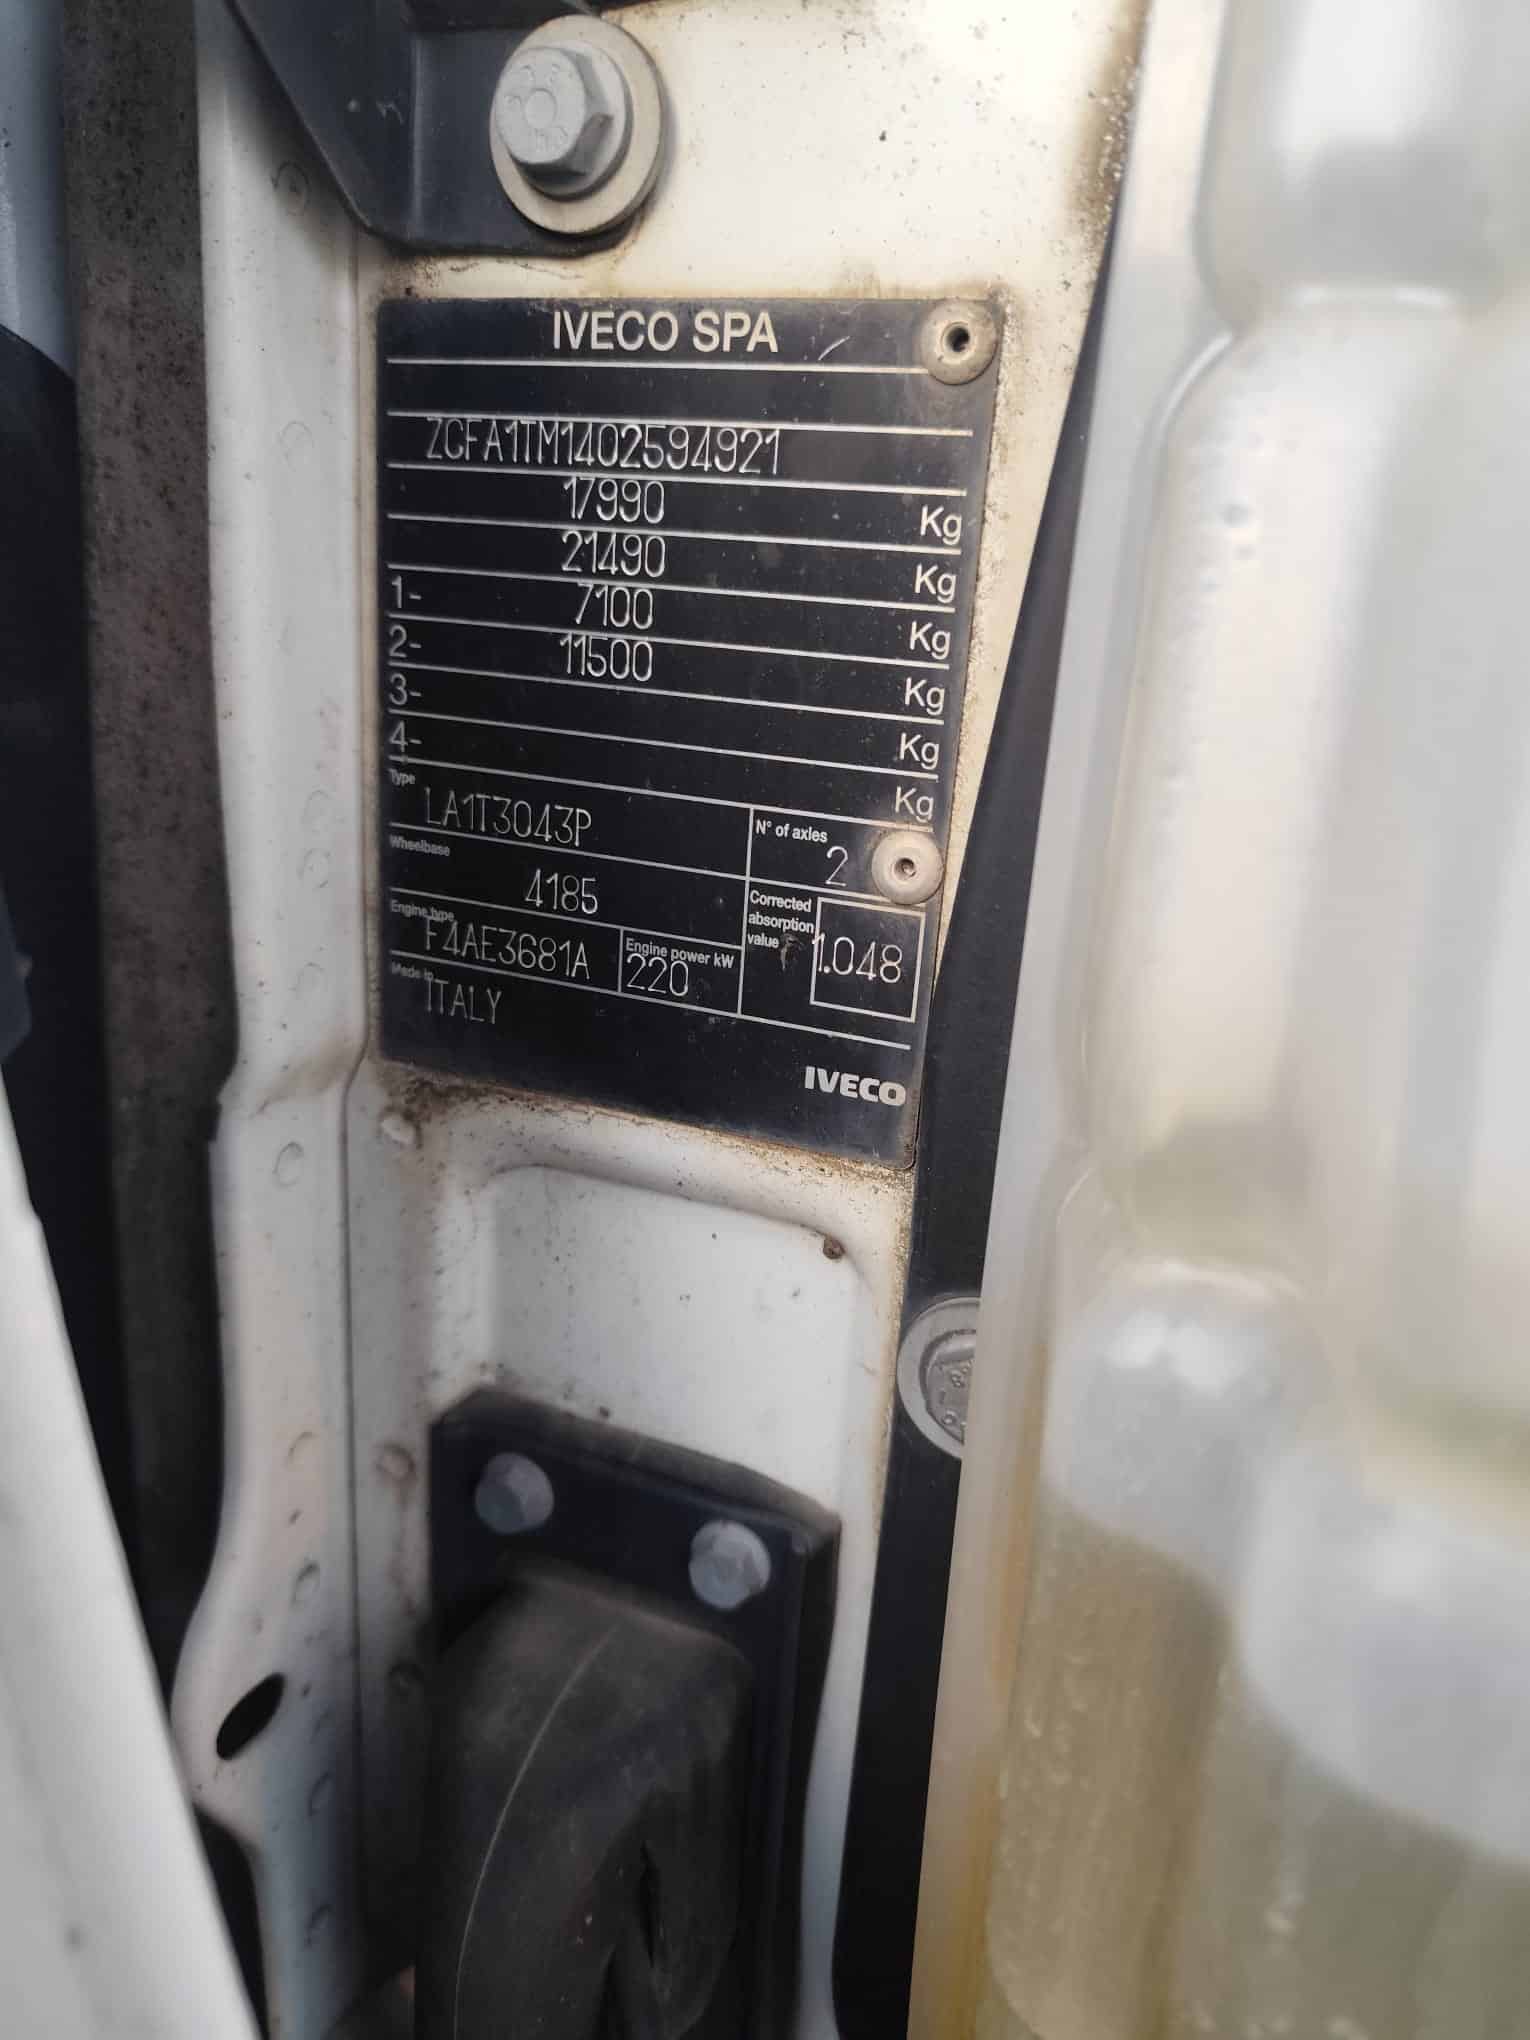 IVECO SPA
ZCFA1TM1402594921
17990 Kg
21490 Kg
1- 7100 Kg
2- 11500 Kg
3- Kg
4- Kg
Type LA1T3043P N° of axles 2
Wheelbase 4185
Corrected absorption value 1.048
Engine type F4AE3681A Engine power kW 220
Made in ITALY
IVECO